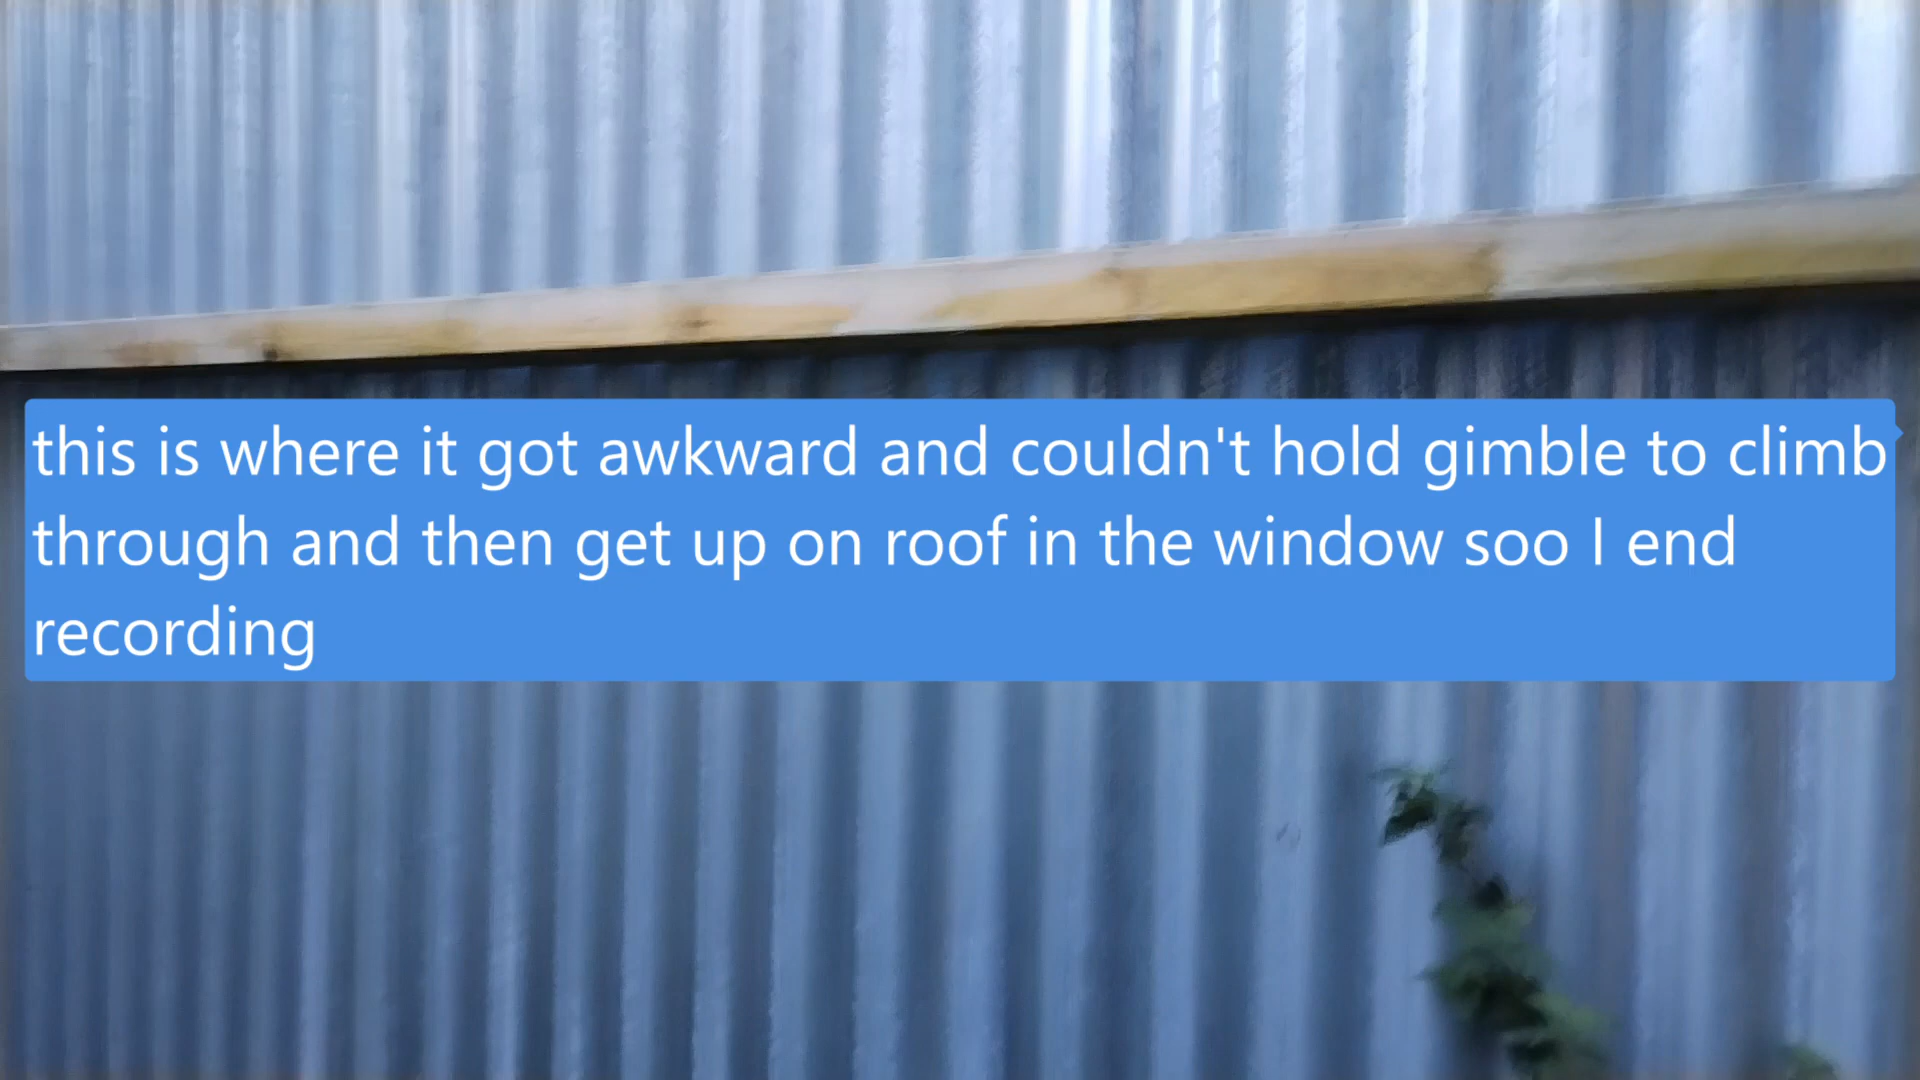 this is where it got awkward and couldn't hold gimble to climb
through and then get up on roof in the window soo I end
recording